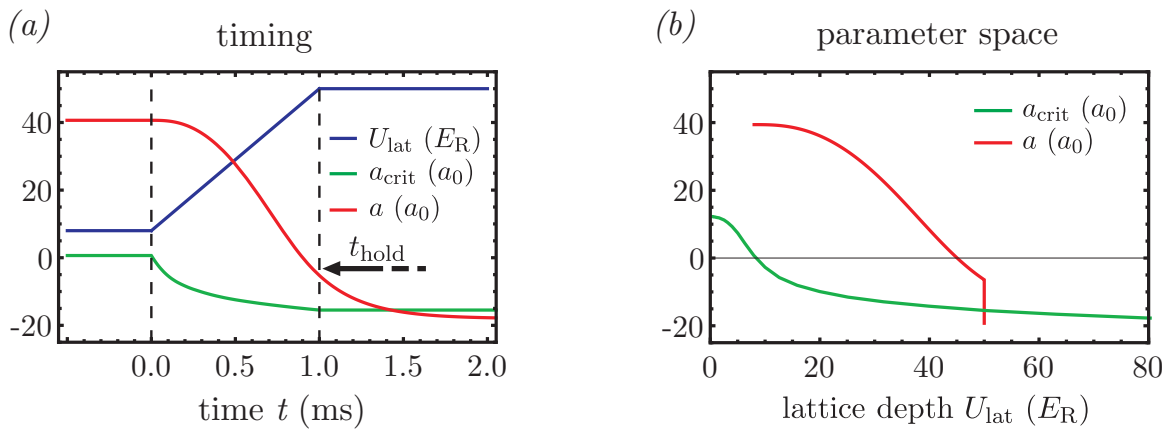 (a)
timing
40
20
0
-20
U_lat (E_R)
a_crit (a_0)
a (a_0)
t_hold
0.0 0.5 1.0 1.5 2.0
time t (ms)
(b)
parameter space
40
20
0
-20
a_crit (a_0)
a (a_0)
0 20 40 60 80
lattice depth U_lat (E_R)